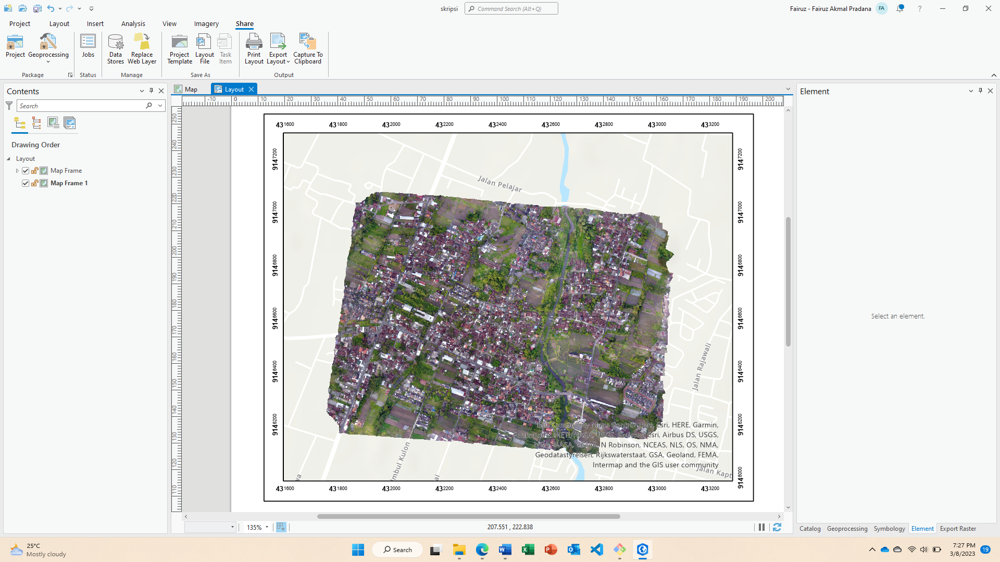 skripsi
Command Search (Alt+Q)
Fairuz - Fairuz Akmal Pradana
FA
?
Project
Layout
Insert
Analysis
View
Imagery
Share
Project
Geoprocessing
Jobs
Data
Stores
Replace
Web Layer
Project
Template
Layout
File
Task
Item
Print
Layout
Export
Layout
Capture To
Clipboard
Package
Status
Manage
Save As
Output
Contents
Search
Drawing Order
Layout
Map Frame
Map Frame 1
Map
Layout
-10 0 10 20 30 40 50 60 70 80 90 100 110 120 130 140 150 160 170 180 190 200
250
240
230
220
210
200
190
180
170
160
150
140
130
120
110
431600 431800 432000 432200 432400 432600 432800 433000 433200
9147200
9147000
9146800
9146600
9146400
9146200
9147200
9147000
9146800
9146600
9146400
9146200
9146000
Jalan Pelajar
Jalan Rajawali
mbul Kulon
ai
wa
Jalan Kapt
Esri Community Maps Contributors, Esri, HERE, Garmin,
Foursquare, METI/NASA, USGS, Sources: Esri, Airbus DS, USGS,
NGA, NASA, CGIAR, N Robinson, NCEAS, NLS, OS, NMA,
Geodatastyrelsen, Rijkswaterstaat, GSA, Geoland, FEMA,
Intermap and the GIS user community
431600 431800 432000 432200 432400 432600 432800 433000 433200
135%
207.551 , 222.838
Element
Select an element.
Catalog
Geoprocessing
Symbology
Element
Export Raster
25°C
Mostly cloudy
Search
7:27 PM
3/8/2023
19